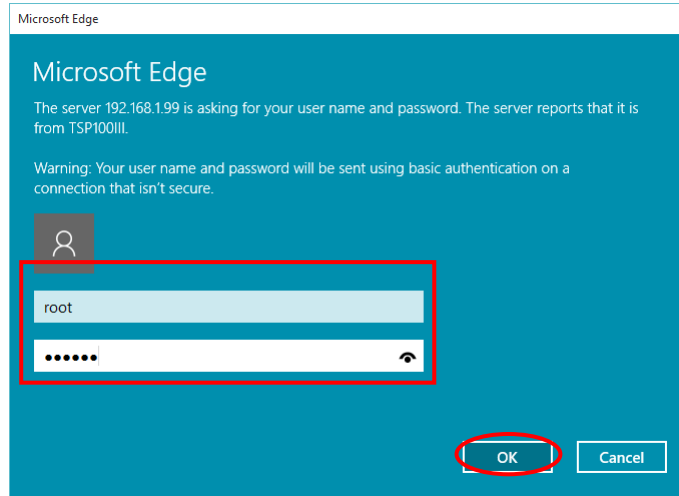 Microsoft Edge
Microsoft Edge
The server 192.168.1.99 is asking for your user name and password. The server reports that it is
from TSP100III.
Warning: Your user name and password will be sent using basic authentication on a
connection that isn't secure.
root
••••••
OK Cancel